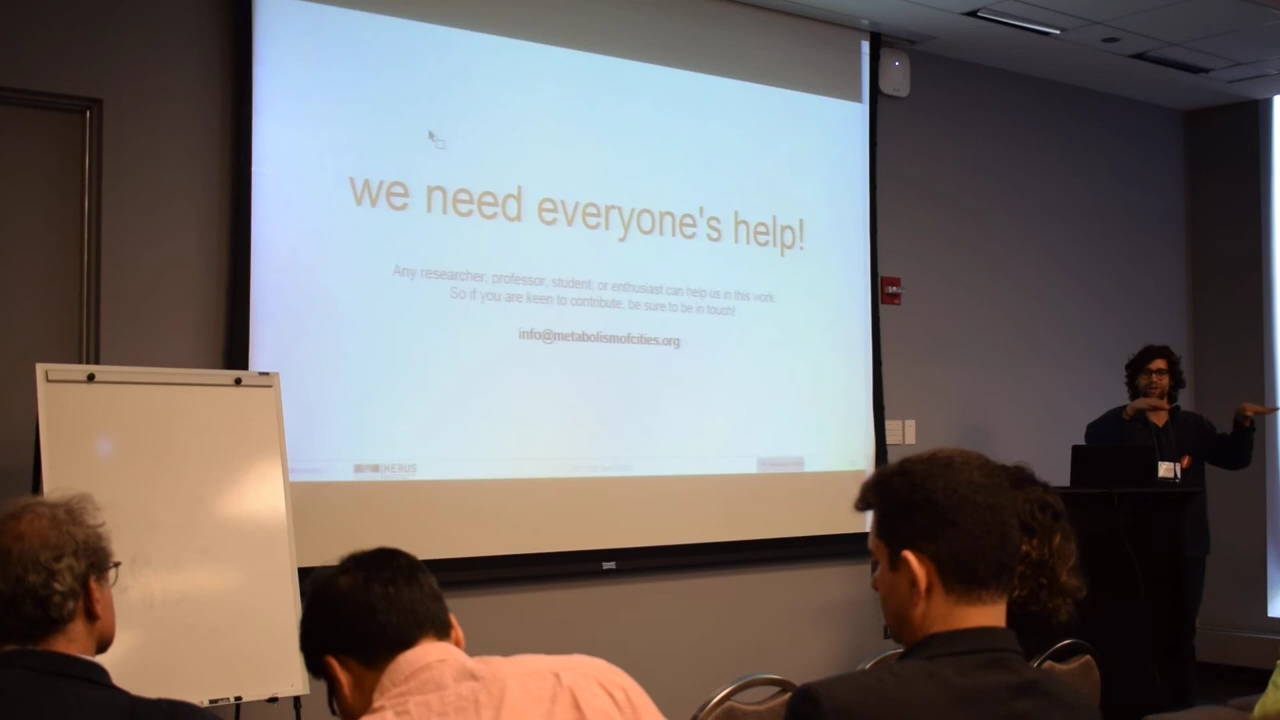 we need everyone's help!
Any researcher, professor, student, or enthusiast can help us in this work.
So if you are keen to contribute, be sure to be in touch!
info@metabolismofcities.org
HERUS